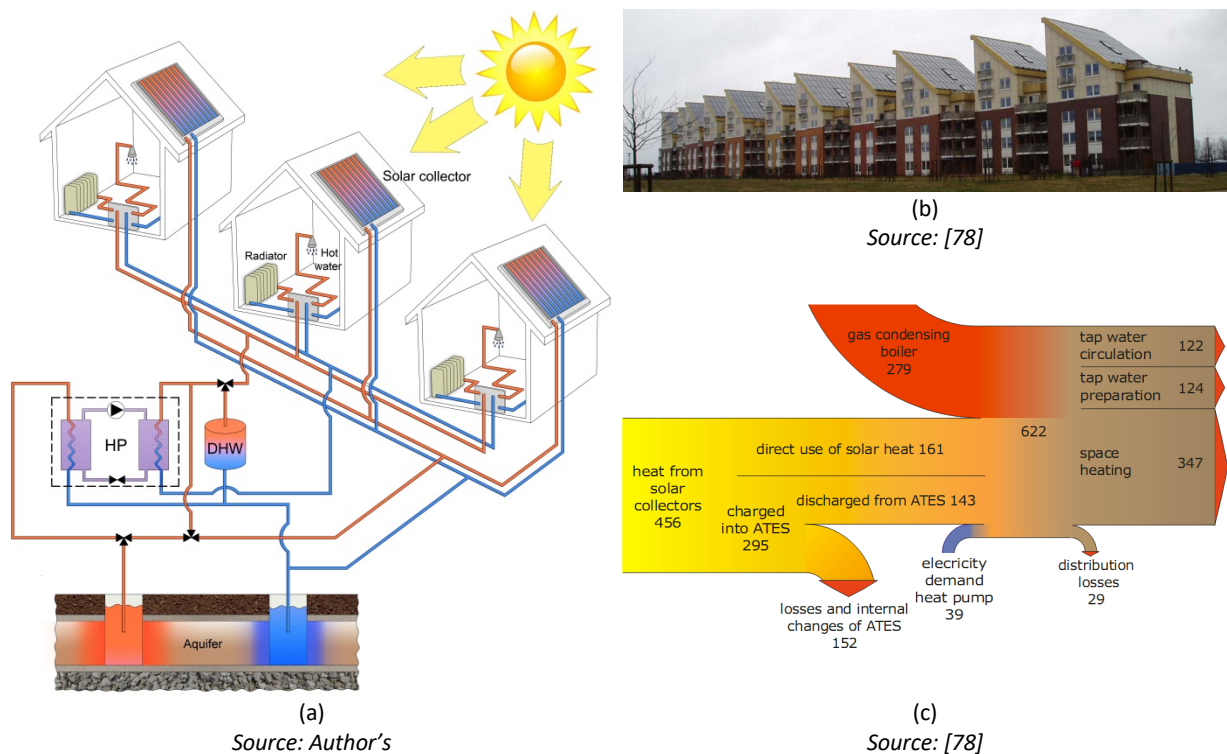 Solar collector
Radiator
Hot
water
HP
DHW
Aquifer
(a)
Source: Author's
(b)
Source: [78]
gas condensing
boiler
279
tap water
circulation
122
tap water
preparation
124
622
direct use of solar heat 161
space
heating
347
heat from
solar
collectors
456
discharged from ATES 143
charged
into ATES
295
elecricity
demand
heat pump
39
distribution
losses
29
losses and internal
changes of ATES
152
(c)
Source: [78]